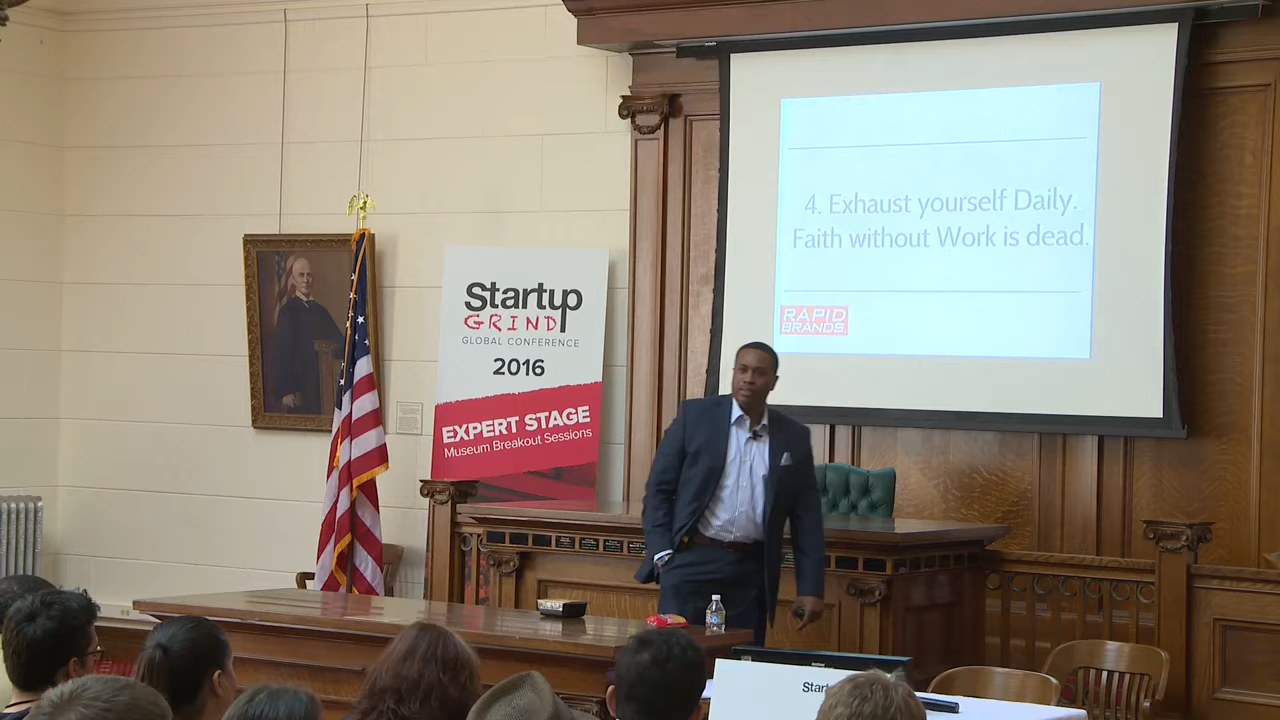 4. Exhaust yourself Daily.
Faith without Work is dead.
RAPID
BRANDS
Startup
GRIND
GLOBAL CONFERENCE
2016
EXPERT STAGE
Museum Breakout Sessions
Star